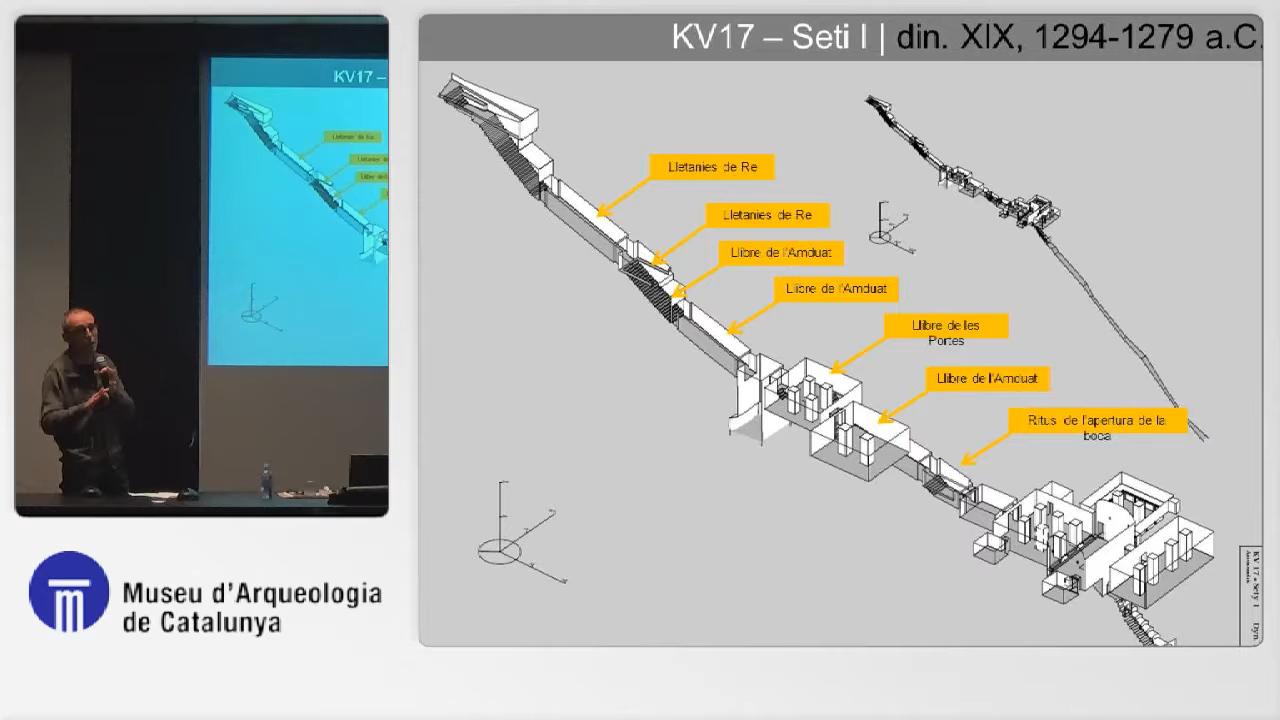 KV17 – Seti I | din. XIX, 1294-1279 a.C.
KV17 –
Lletanies de Re
Lletanies de Re
Llibre de l'Amduat
Llibre de l'Amduat
Llibre de les
Portes
Llibre de l'Amduat
Ritus de l'apertura de la
boca
Museu d'Arqueologia
de Catalunya